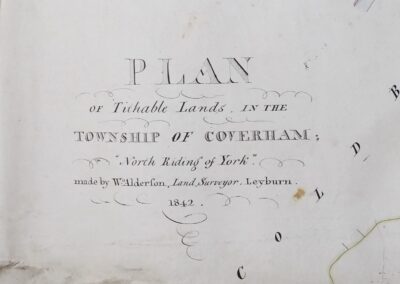 PLAN
OF Tithable Lands, IN THE
TOWNSHIP OF COVERHAM;
"North Riding of York".
made by Wm. Alderson, Land Surveyor, Leyburn.
1842.
C O L D B